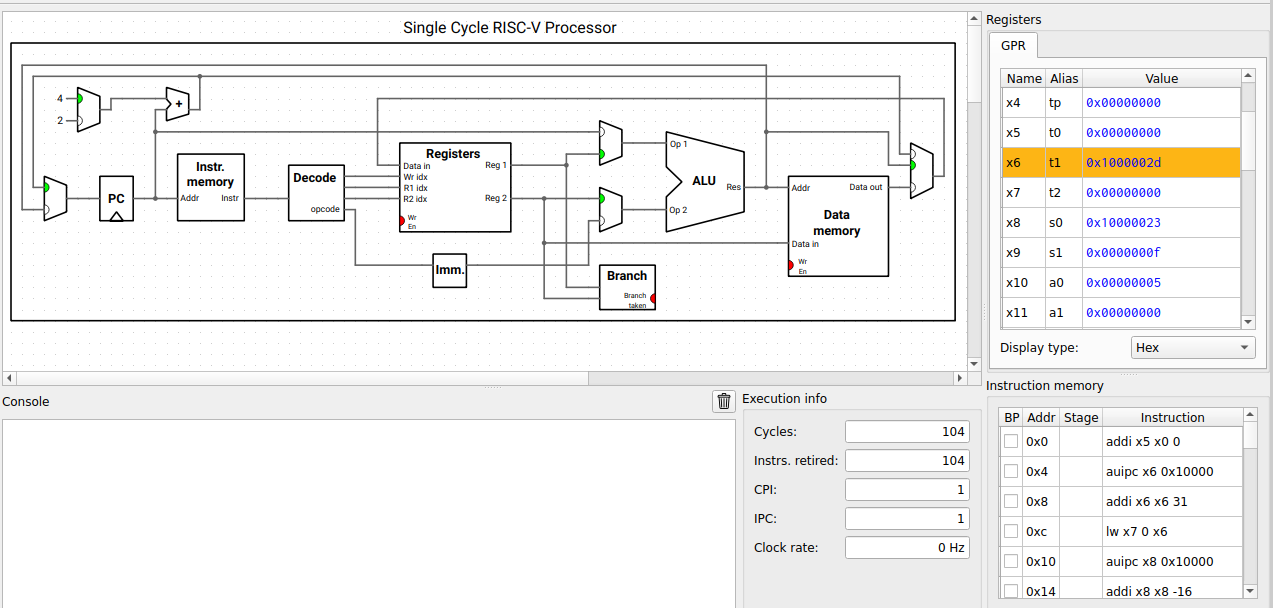 Single Cycle RISC-V Processor
4
2
+
PC
Instr.
memory
Addr
Instr
Decode
opcode
Registers
Data in
Wr idx
R1 idx
R2 idx
Wr
En
Reg 1
Reg 2
Imm.
Branch
Branch
taken
Op 1
ALU
Res
Op 2
Addr
Data out
Data
memory
Data in
Wr
En
Registers
GPR
Name Alias Value
x4 tp 0x00000000
x5 t0 0x00000000
x6 t1 0x1000002d
x7 t2 0x00000000
x8 s0 0x10000023
x9 s1 0x0000000f
x10 a0 0x00000005
x11 a1 0x00000000
Display type: Hex
Console
Execution info
Cycles: 104
Instrs. retired: 104
CPI: 1
IPC: 1
Clock rate: 0 Hz
Instruction memory
BP Addr Stage Instruction
0x0 addi x5 x0 0
0x4 auipc x6 0x10000
0x8 addi x6 x6 31
0xc lw x7 0 x6
0x10 auipc x8 0x10000
0x14 addi x8 x8 -16